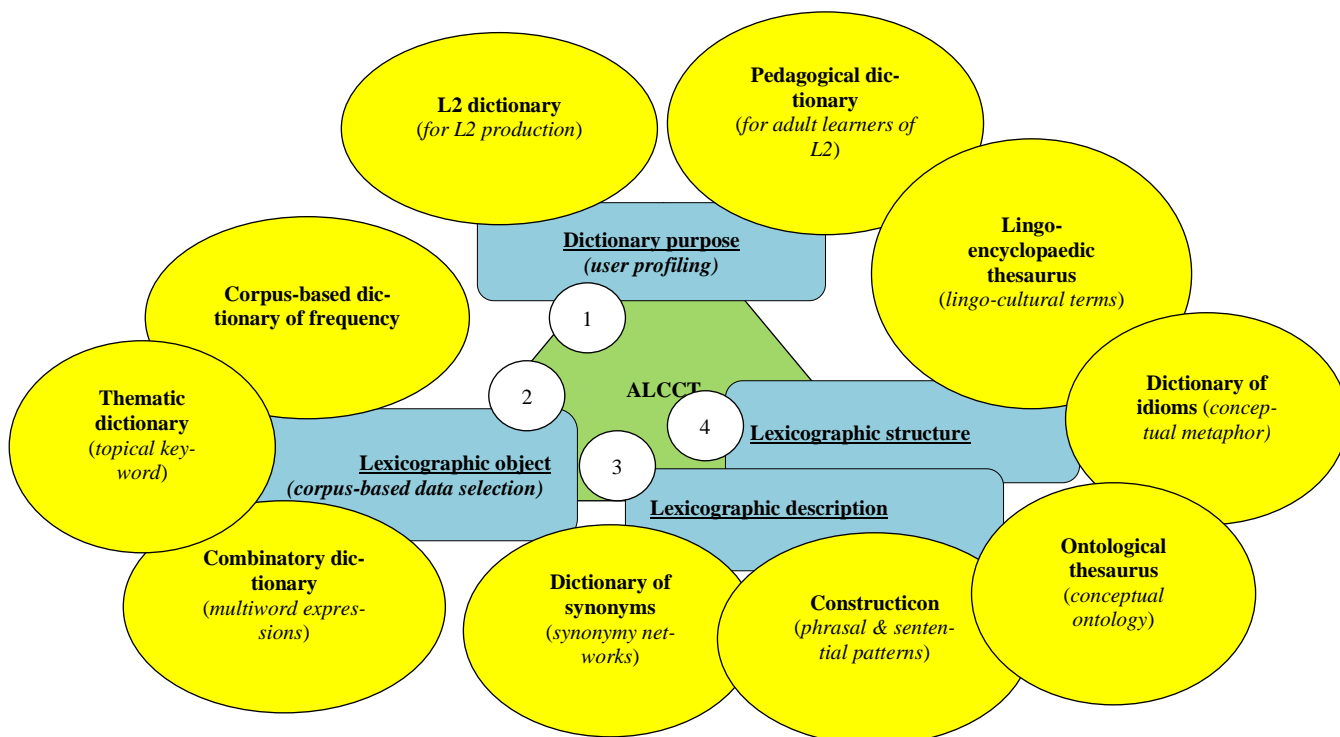 L2 dictionary
(for L2 production)
Pedagogical dic-
tionary
(for adult learners of
L2)
Dictionary purpose
(user profiling)
Lingo-
encyclopaedic
thesaurus
(lingo-cultural terms)
Corpus-based dic-
tionary of frequency
1
2
ALCCT
4
3
Thematic
dictionary
(topical key-
word)
Dictionary of
idioms (concep-
tual metaphor)
Lexicographic structure
Lexicographic object
(corpus-based data selection)
Lexicographic description
Combinatory dic-
tionary
(multiword expres-
sions)
Dictionary of
synonyms
(synonymy net-
works)
Constructicon
(phrasal & senten-
tial patterns)
Ontological
thesaurus
(conceptual
ontology)